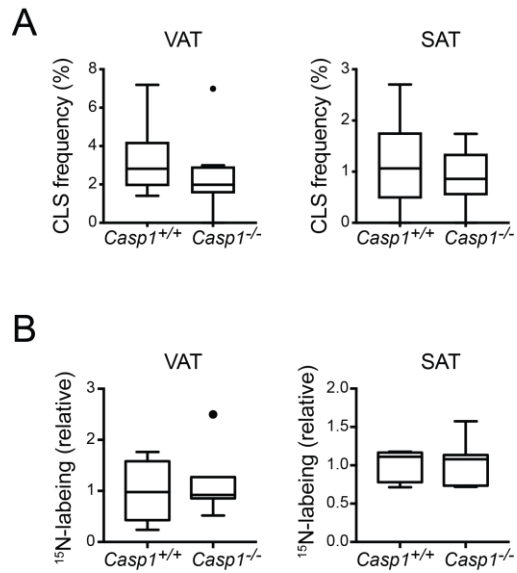 A
VAT
SAT
CLS frequency (%)
8
6
4
2
0
Casp1+/+ Casp1-/-
CLS frequency (%)
3
2
1
0
Casp1+/+ Casp1-/-
B
VAT
SAT
15N-labeing (relative)
3
2
1
0
Casp1+/+ Casp1-/-
15N-labeing (relative)
2.0
1.5
1.0
0.5
0.0
Casp1+/+ Casp1-/-